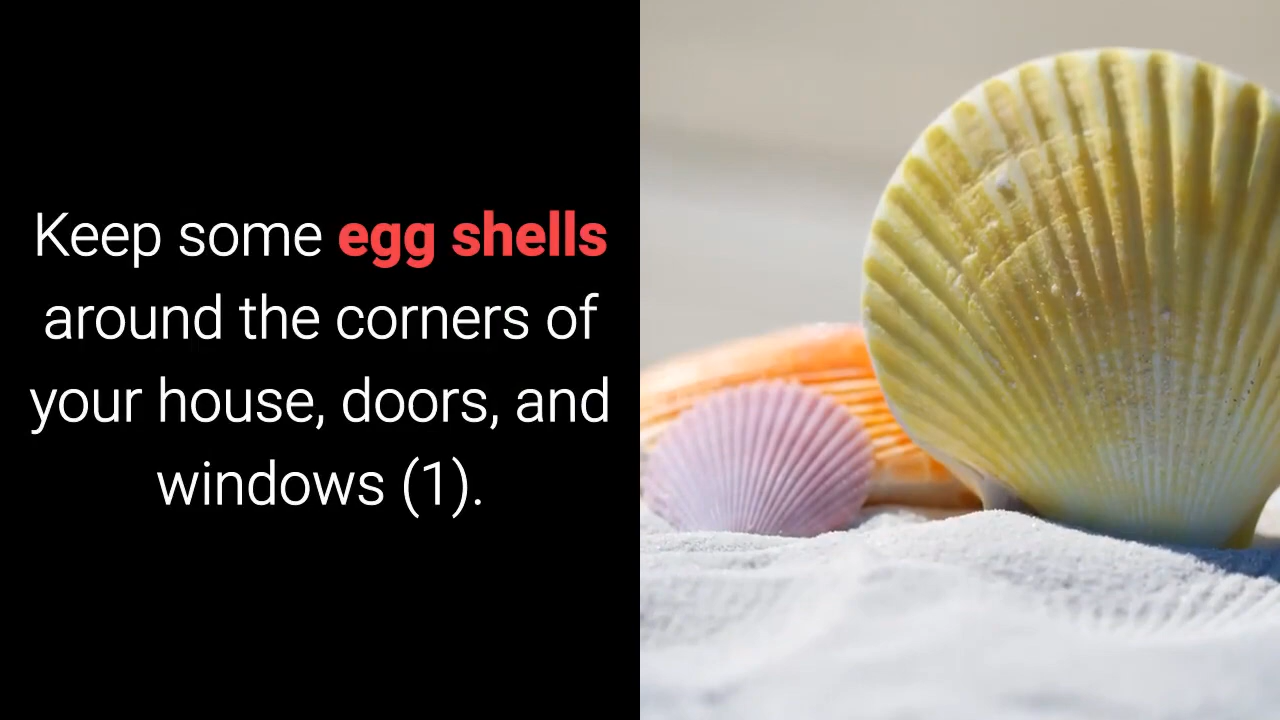 Keep some egg shells
around the corners of
your house, doors, and
windows (1).